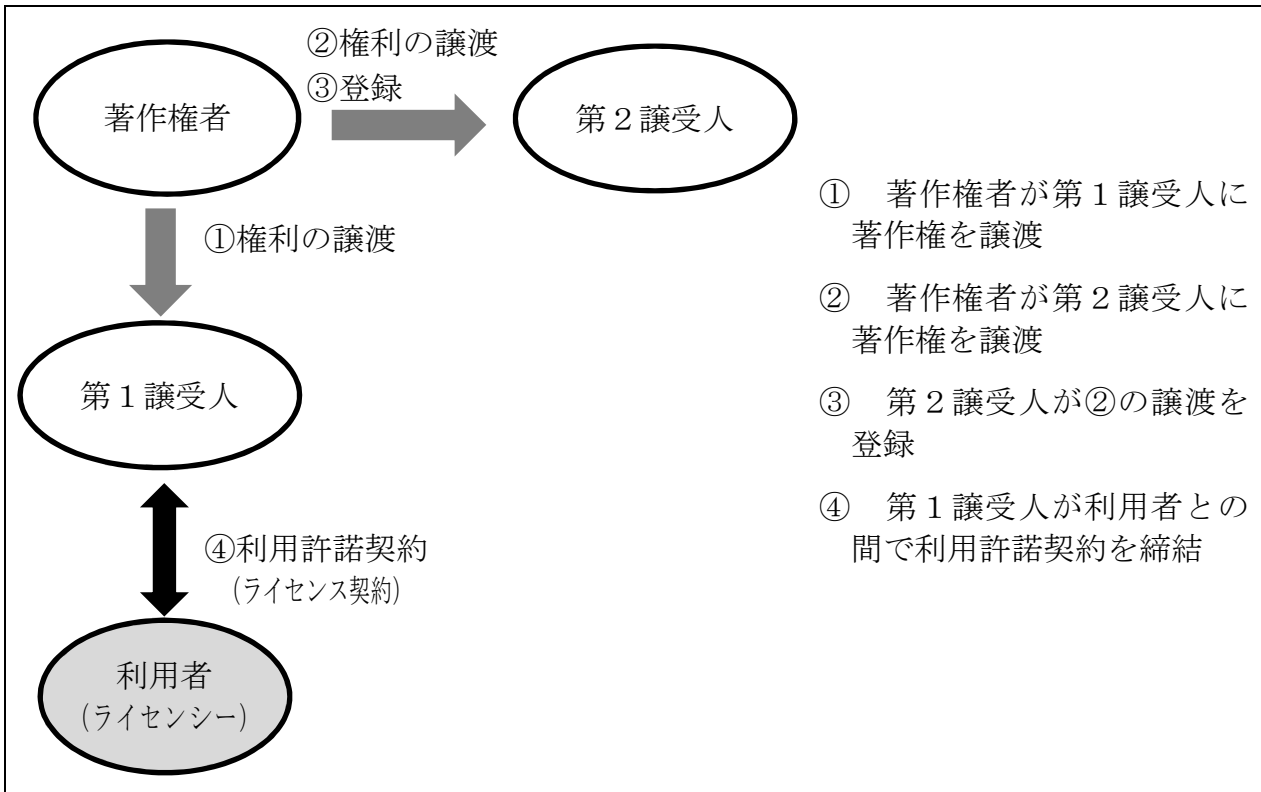 ②権利の譲渡
③登録
著作権者
第２譲受人
①権利の譲渡
第１譲受人
④利用許諾契約
(ライセンス契約)
利用者
(ライセンシー)
①　著作権者が第１譲受人に
著作権を譲渡
②　著作権者が第２譲受人に
著作権を譲渡
③　第２譲受人が②の譲渡を
登録
④　第１譲受人が利用者との
間で利用許諾契約を締結